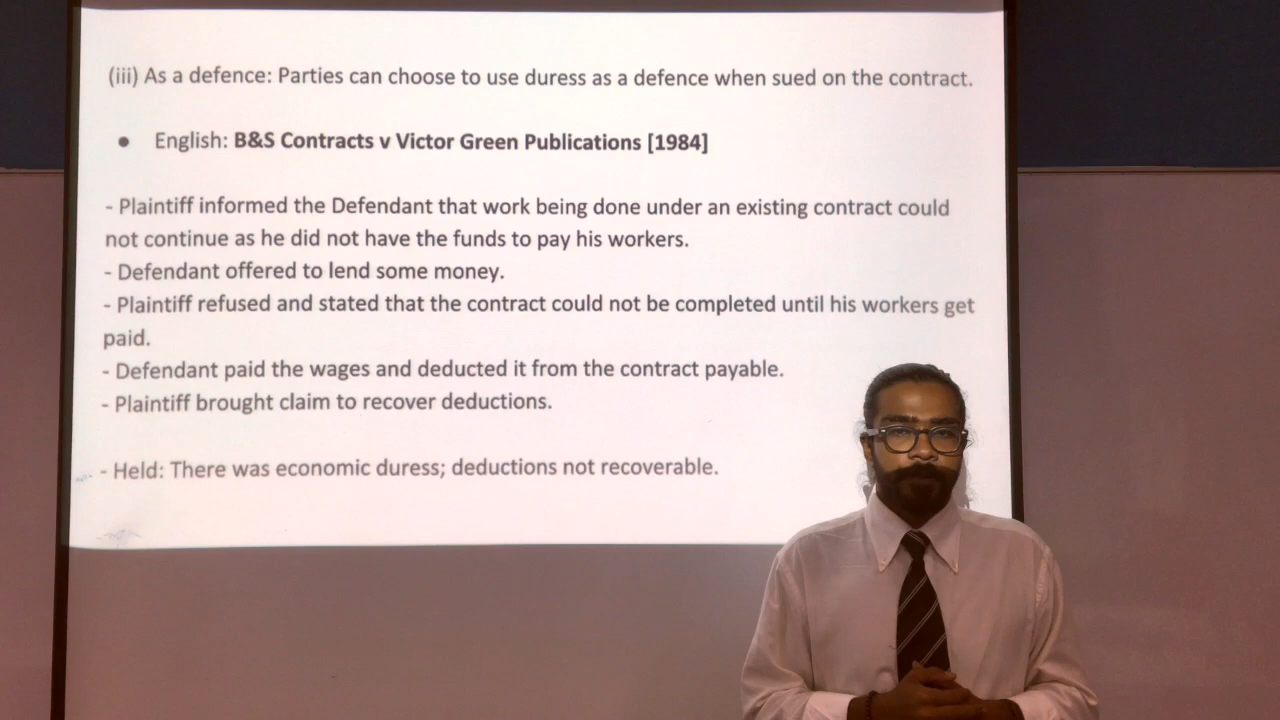 (iii) As a defence: Parties can choose to use duress as a defence when sued on the contract.
● English: B&S Contracts v Victor Green Publications [1984]
- Plaintiff informed the Defendant that work being done under an existing contract could
not continue as he did not have the funds to pay his workers.
- Defendant offered to lend some money.
- Plaintiff refused and stated that the contract could not be completed until his workers get
paid.
- Defendant paid the wages and deducted it from the contract payable.
- Plaintiff brought claim to recover deductions.
- Held: There was economic duress; deductions not recoverable.